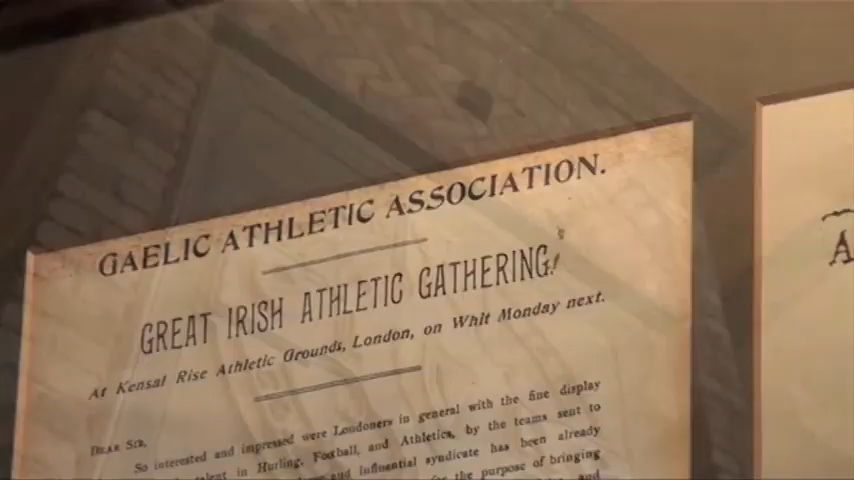 GAELIC ATHLETIC ASSOCIATION.
GREAT IRISH ATHLETIC GATHERING.
At Kensal Rise Athletic Grounds, London, on Whit Monday next.
DEAR SIR,
So interested and impressed were Londoners in general with the fine display
talent in Hurling, Football, and Athletics, by the teams sent to
and influential syndicate has been already
for the purpose of bringing
and
A